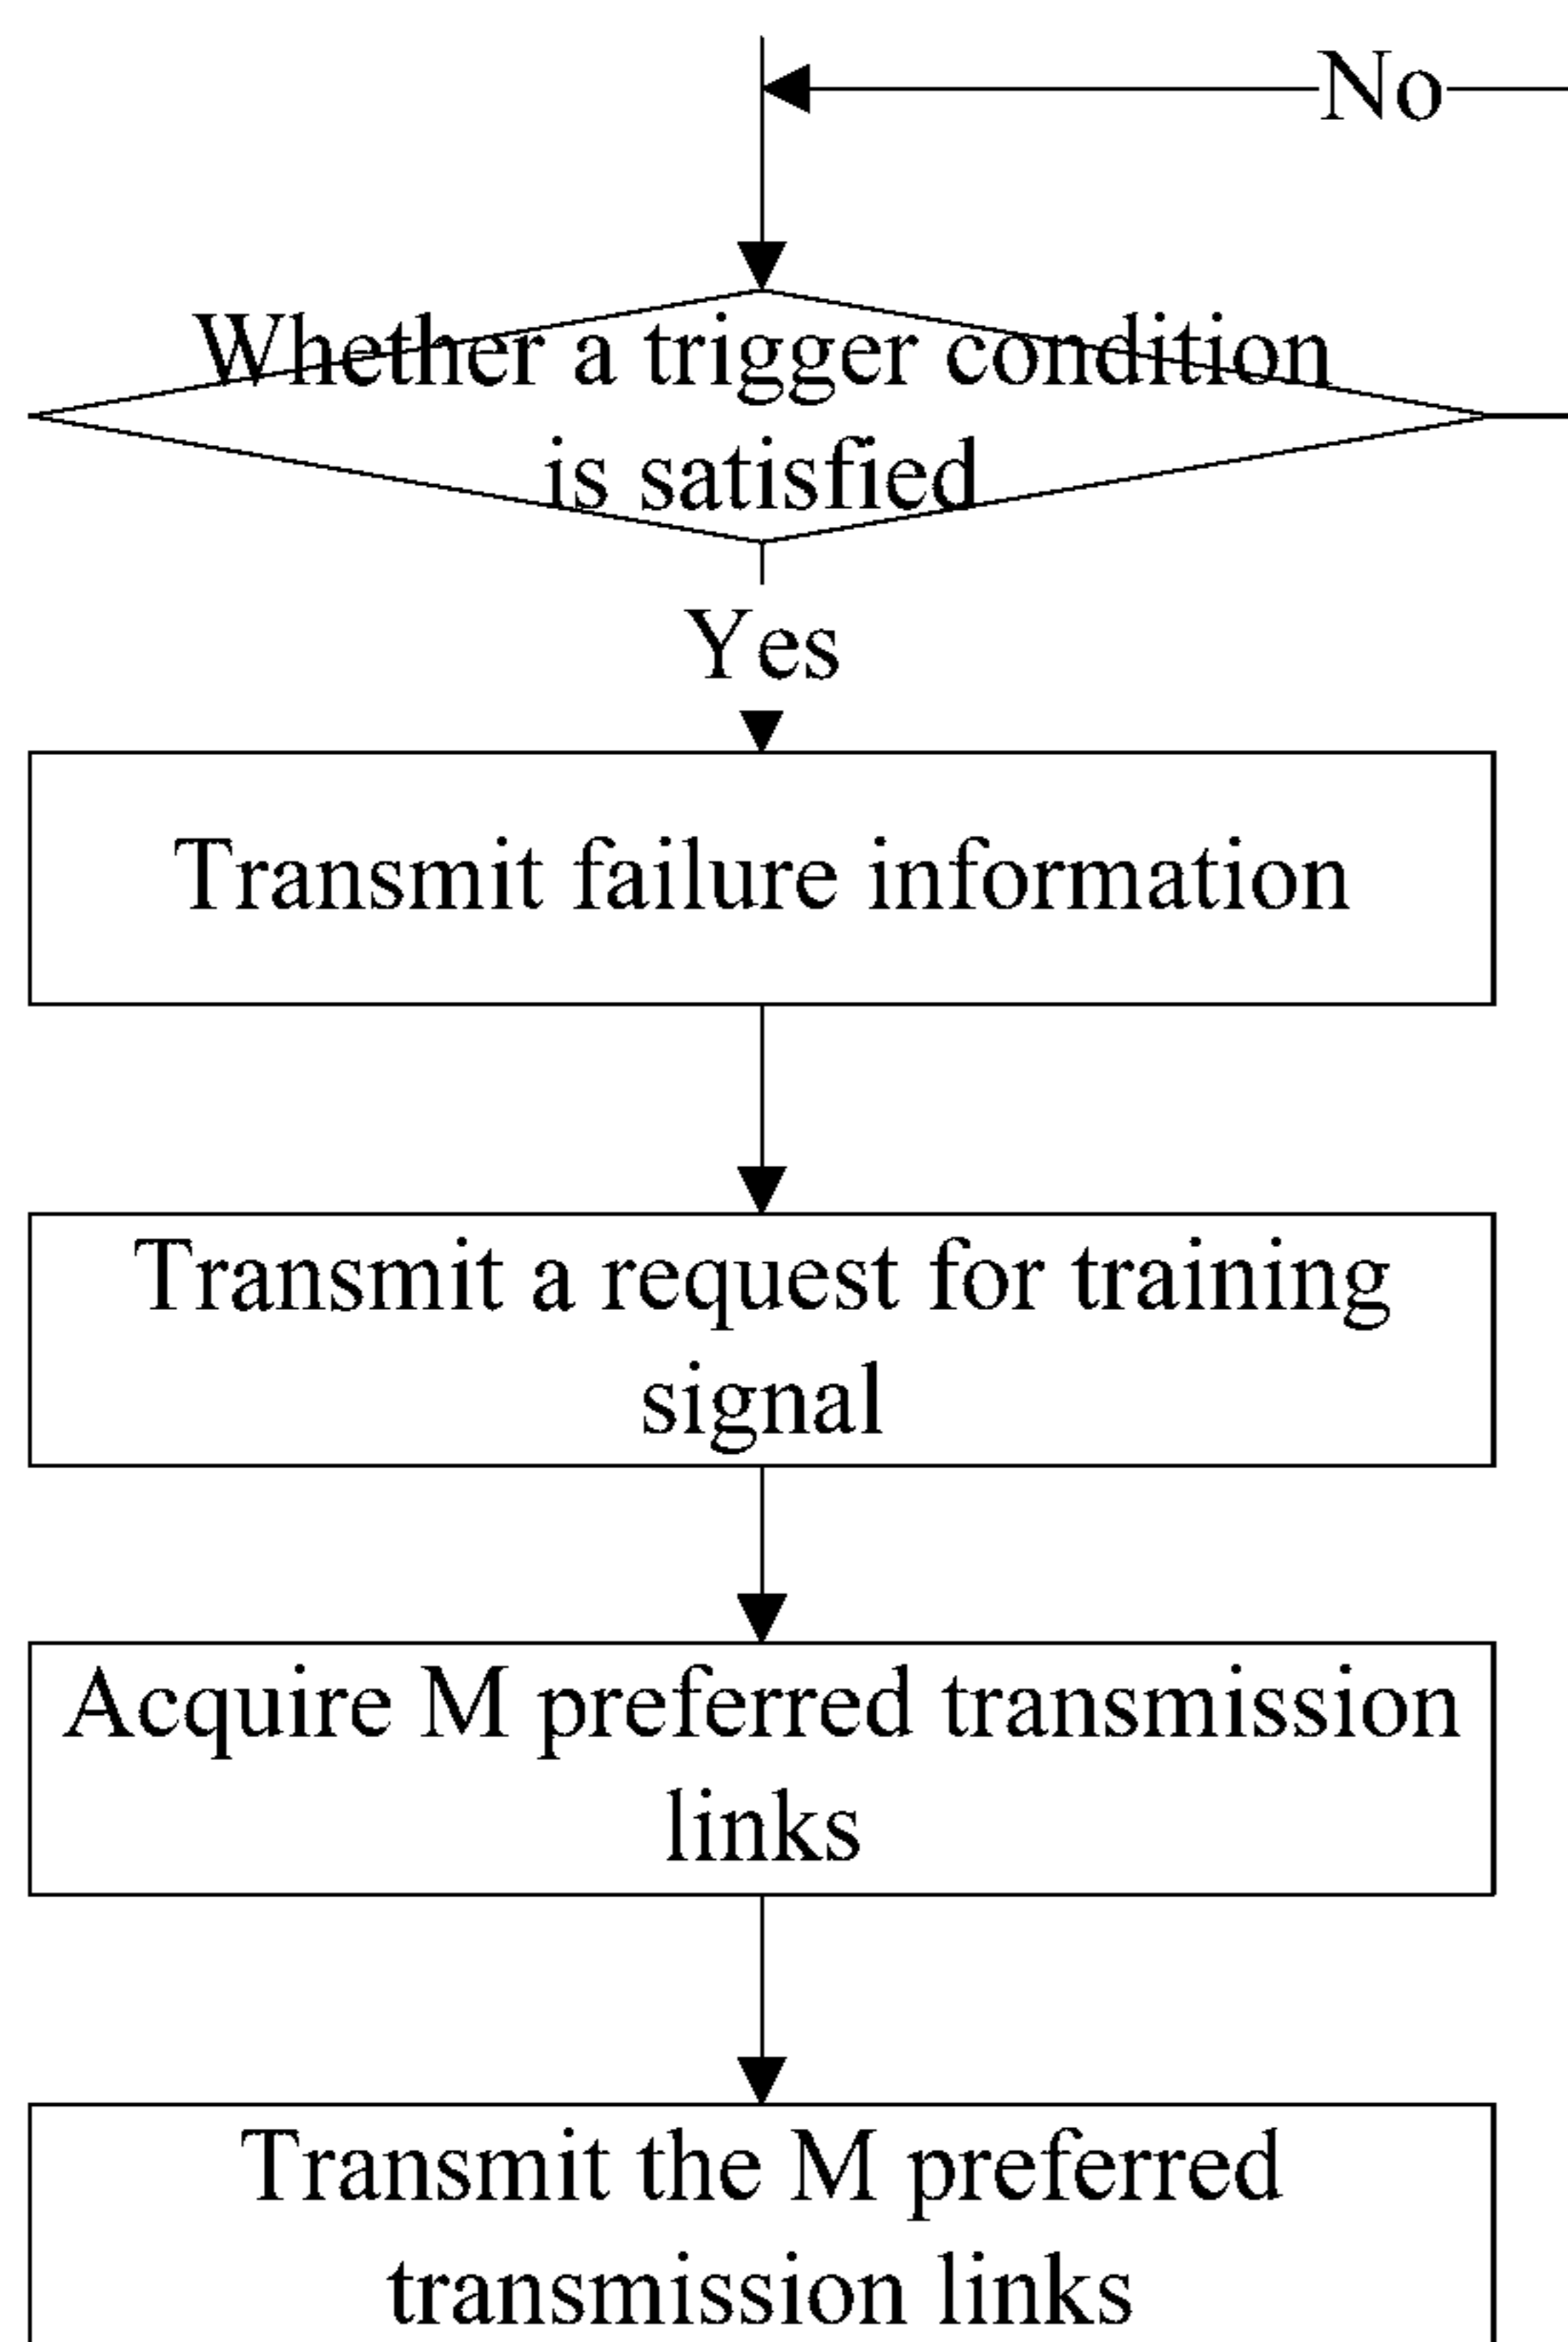 No
Whether a trigger condition
is satisfied
Yes
Transmit failure information
Transmit a request for training
signal
Acquire M preferred transmission
links
Transmit the M preferred
transmission links